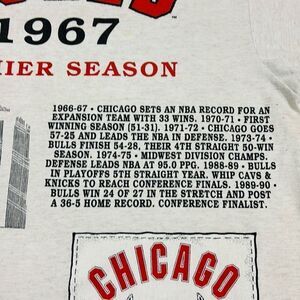 1967
MIER SEASON
1966-67 • CHICAGO SETS AN NBA RECORD FOR AN
EXPANSION TEAM WITH 33 WINS. 1970-71 • FIRST
WINNING SEASON (51-31). 1971-72 • CHICAGO GOES
57-25 AND LEADS THE NBA IN DEFENSE. 1973-74 •
BULLS FINISH 54-28, THEIR 4TH STRAIGHT 50-WIN
SEASON. 1974-75 • MIDWEST DIVISION CHAMPS.
DEFENSE LEADS NBA AT 95.0 PPG. 1988-89 • BULLS
IN PLAYOFFS 5TH STRAIGHT YEAR. WHIP CAVS &
KNICKS TO REACH CONFERENCE FINALS. 1989-90 •
BULLS WIN 24 OF 27 IN THE STRETCH AND POST
A 36-5 HOME RECORD. CONFERENCE FINALIST.
CHICAGO